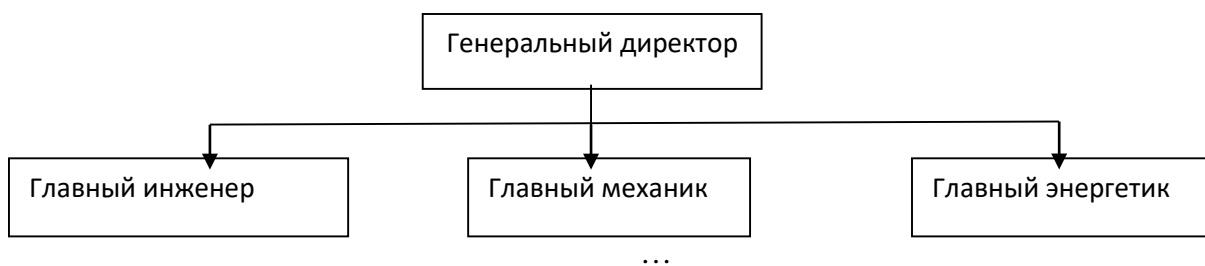 Генеральный директор
Главный инженер
Главный механик
Главный энергетик
...